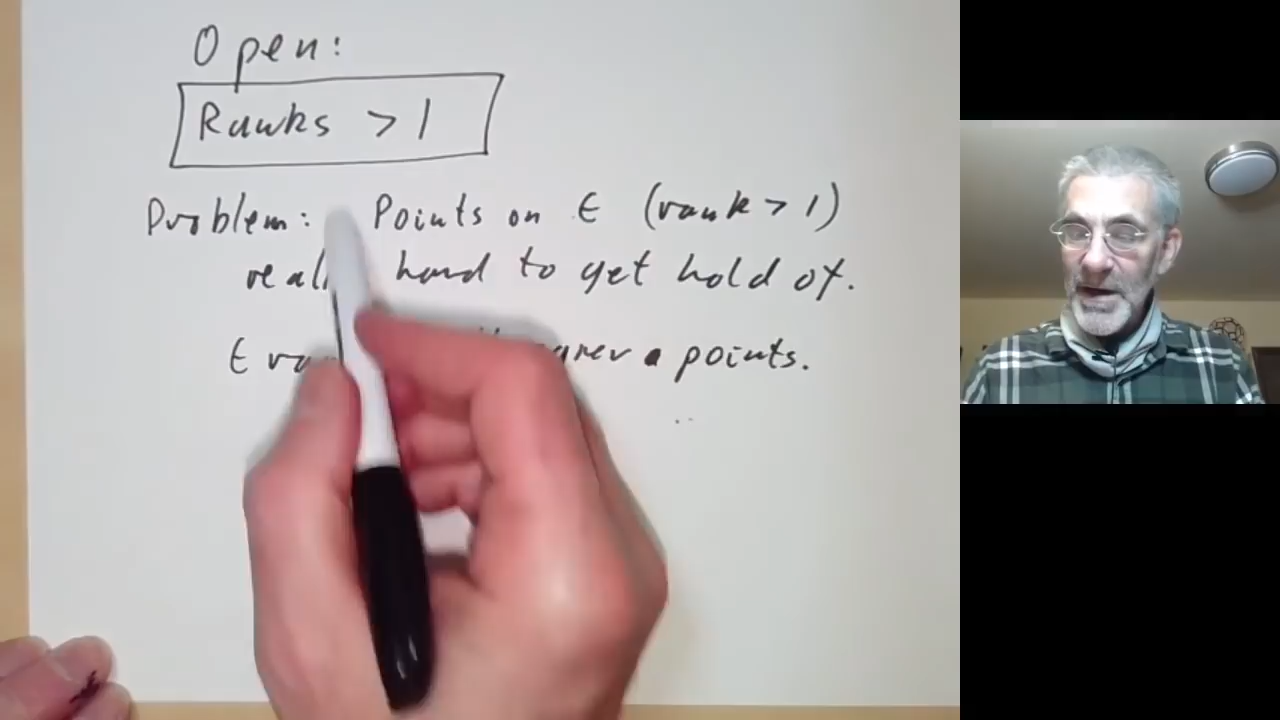 Open:
Ranks > 1
Problem: Points on E (rank > 1)
hard to get hold of.
E points.